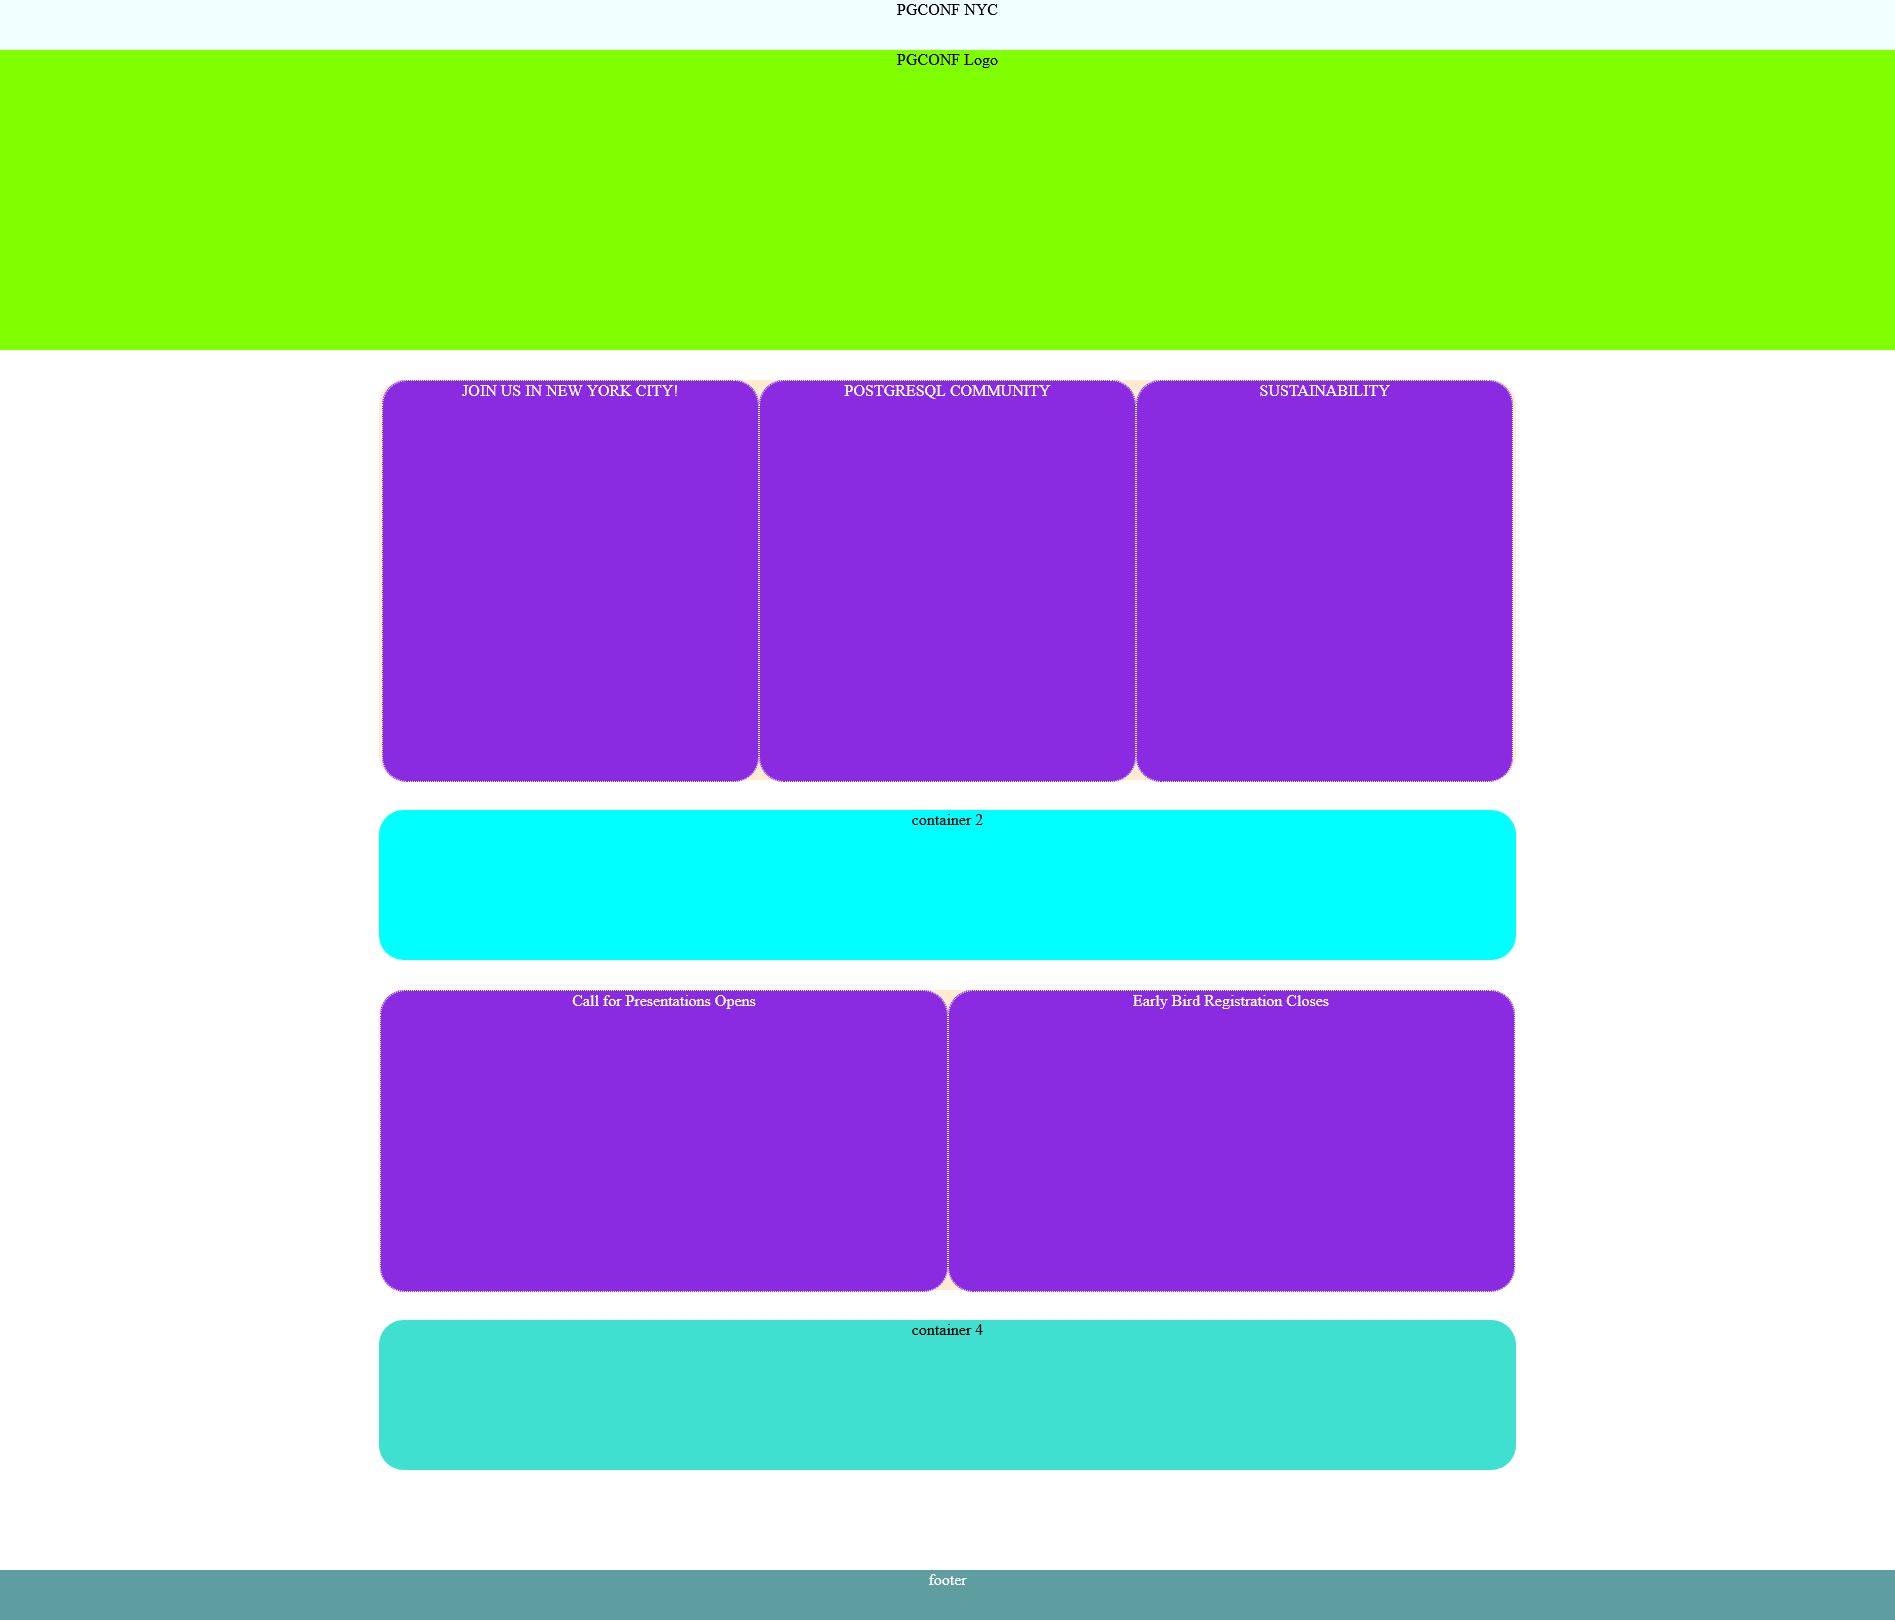 PGCONF NYC
PGCONF Logo
JOIN US IN NEW YORK CITY!
POSTGRESQL COMMUNITY
SUSTAINABILITY
container 2
Call for Presentations Opens
Early Bird Registration Closes
container 4
footer